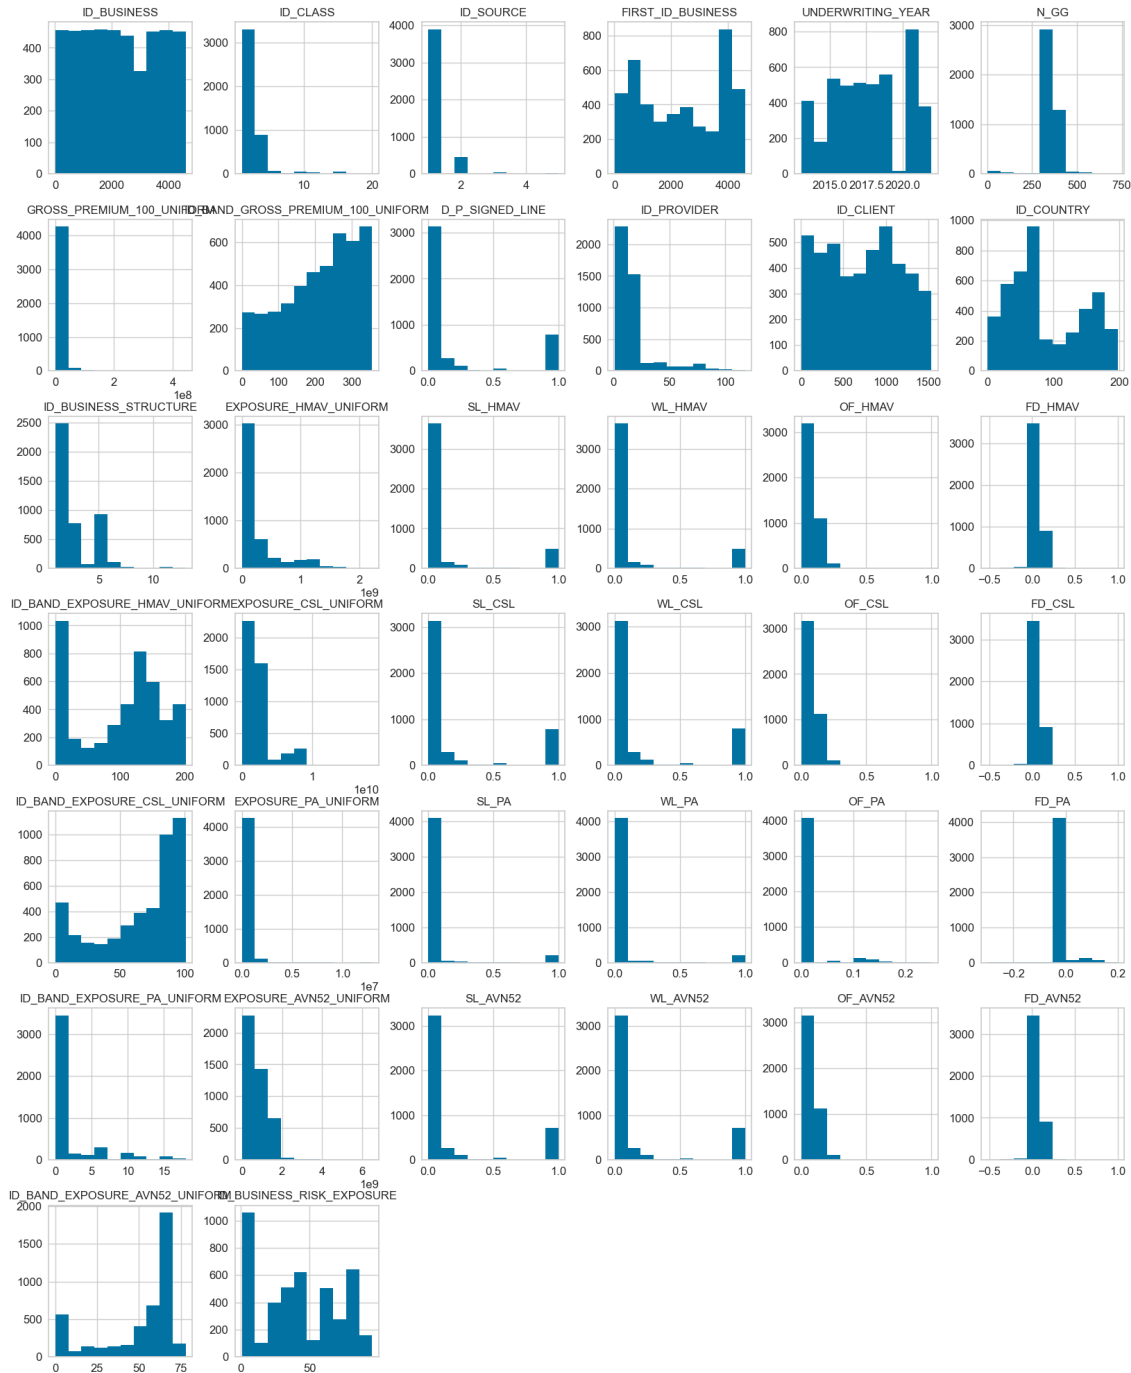 ID_BUSINESS
400
300
200
100
0
0 2000 4000
ID_CLASS
3000
2000
1000
0
10 20
ID_SOURCE
4000
3000
2000
1000
0
2 4
FIRST_ID_BUSINESS
800
600
400
200
0
0 2000 4000
UNDERWRITING_YEAR
800
600
400
200
0
2015.0 2017.5 2020.0
N_GG
3000
2000
1000
0
0 250 500 750
GROSS_PREMIUM_100_UNIFORM
4000
3000
2000
1000
0
0 2 4
1e8
ID_BAND_GROSS_PREMIUM_100_UNIFORM
600
400
200
0
0 100 200 300
D_P_SIGNED_LINE
3000
2000
1000
0
0.0 0.5 1.0
ID_PROVIDER
2000
1500
1000
500
0
0 50 100
ID_CLIENT
500
400
300
200
100
0
0 500 1000 1500
ID_COUNTRY
1000
800
600
400
200
0
0 100 200
ID_BUSINESS_STRUCTURE
2500
2000
1500
1000
500
0
5 10
EXPOSURE_HMAV_UNIFORM
3000
2000
1000
0
0 1 2
1e9
SL_HMAV
3000
2000
1000
0
0.0 0.5 1.0
WL_HMAV
3000
2000
1000
0
0.0 0.5 1.0
OF_HMAV
3000
2000
1000
0
0.0 0.5 1.0
FD_HMAV
3000
2000
1000
0
−0.5 0.0 0.5 1.0
ID_BAND_EXPOSURE_HMAV_UNIFORM
1000
800
600
400
200
0
0 100 200
EXPOSURE_CSL_UNIFORM
2000
1500
1000
500
0
0 1
1e10
SL_CSL
3000
2000
1000
0
0.0 0.5 1.0
WL_CSL
3000
2000
1000
0
0.0 0.5 1.0
OF_CSL
3000
2000
1000
0
0.0 0.5 1.0
FD_CSL
3000
2000
1000
0
−0.5 0.0 0.5 1.0
ID_BAND_EXPOSURE_CSL_UNIFORM
1000
800
600
400
200
0
0 50 100
EXPOSURE_PA_UNIFORM
4000
3000
2000
1000
0
0.0 0.5 1.0
1e7
SL_PA
4000
3000
2000
1000
0
0.0 0.5 1.0
WL_PA
4000
3000
2000
1000
0
0.0 0.5 1.0
OF_PA
4000
3000
2000
1000
0
0.0 0.1 0.2
FD_PA
4000
3000
2000
1000
0
−0.2 0.0 0.2
ID_BAND_EXPOSURE_PA_UNIFORM
3000
2000
1000
0
0 5 10 15
EXPOSURE_AVN52_UNIFORM
2000
1500
1000
500
0
0 2 4 6
1e9
SL_AVN52
3000
2000
1000
0
0.0 0.5 1.0
WL_AVN52
3000
2000
1000
0
0.0 0.5 1.0
OF_AVN52
3000
2000
1000
0
0.0 0.5 1.0
FD_AVN52
3000
2000
1000
0
−0.5 0.0 0.5 1.0
ID_BAND_EXPOSURE_AVN52_UNIFORM
2000
1500
1000
500
0
0 25 50 75
ID_BUSINESS_RISK_EXPOSURE
1000
800
600
400
200
0
0 50